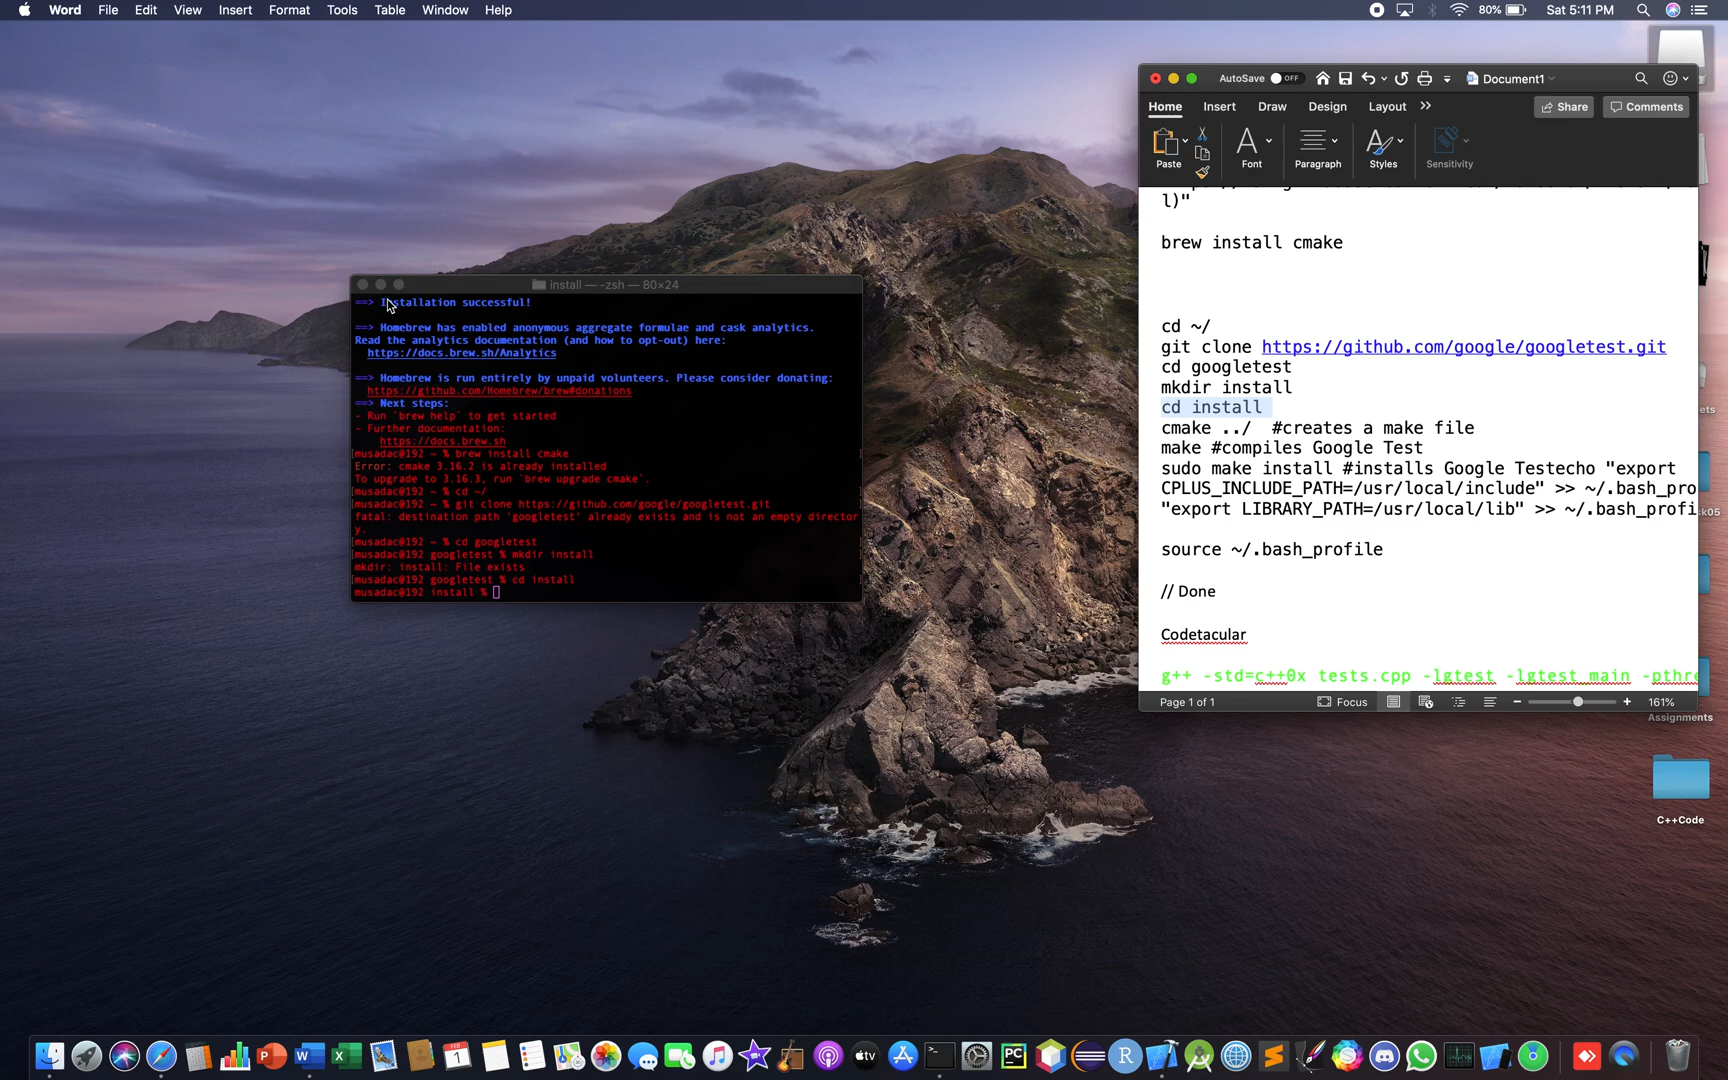 Word File Edit View Insert Format Tools Table Window Help
80% Sat 5:11 PM
AutoSave OFF Document1
Home Insert Draw Design Layout Share Comments
Paste Font Paragraph Styles Sensitivity
l)"
brew install cmake
cd ~/
git clone https://github.com/google/googletest.git
cd googletest
mkdir install
cd install
cmake ../ #creates a make file
make #compiles Google Test
sudo make install #installs Google Testecho "export
CPLUS_INCLUDE_PATH=/usr/local/include" >> ~/.bash_pro
"export LIBRARY_PATH=/usr/local/lib" >> ~/.bash_profi
source ~/.bash_profile
// Done
Codetacular
g++ -std=c++0x tests.cpp -lgtest -lgtest_main -pthre
Page 1 of 1 Focus 161%
install — -zsh — 80×24
==> Installation successful!
==> Homebrew has enabled anonymous aggregate formulae and cask analytics.
Read the analytics documentation (and how to opt-out) here:
https://docs.brew.sh/Analytics
==> Homebrew is run entirely by unpaid volunteers. Please consider donating:
https://github.com/Homebrew/brew#donations
==> Next steps:
- Run `brew help` to get started
- Further documentation:
https://docs.brew.sh
[musadac@192 ~ % brew install cmake ]
Error: cmake 3.16.2 is already installed
To upgrade to 3.16.3, run `brew upgrade cmake`.
[musadac@192 ~ % cd ~/ ]
[musadac@192 ~ % git clone https://github.com/google/googletest.git ]
fatal: destination path 'googletest' already exists and is not an empty director
y.
[musadac@192 ~ % cd googletest ]
[musadac@192 googletest % mkdir install ]
mkdir: install: File exists
[musadac@192 googletest % cd install ]
musadac@192 install %
ets
k05
Assignments
C++Code
FEB
1
tv
PC
R